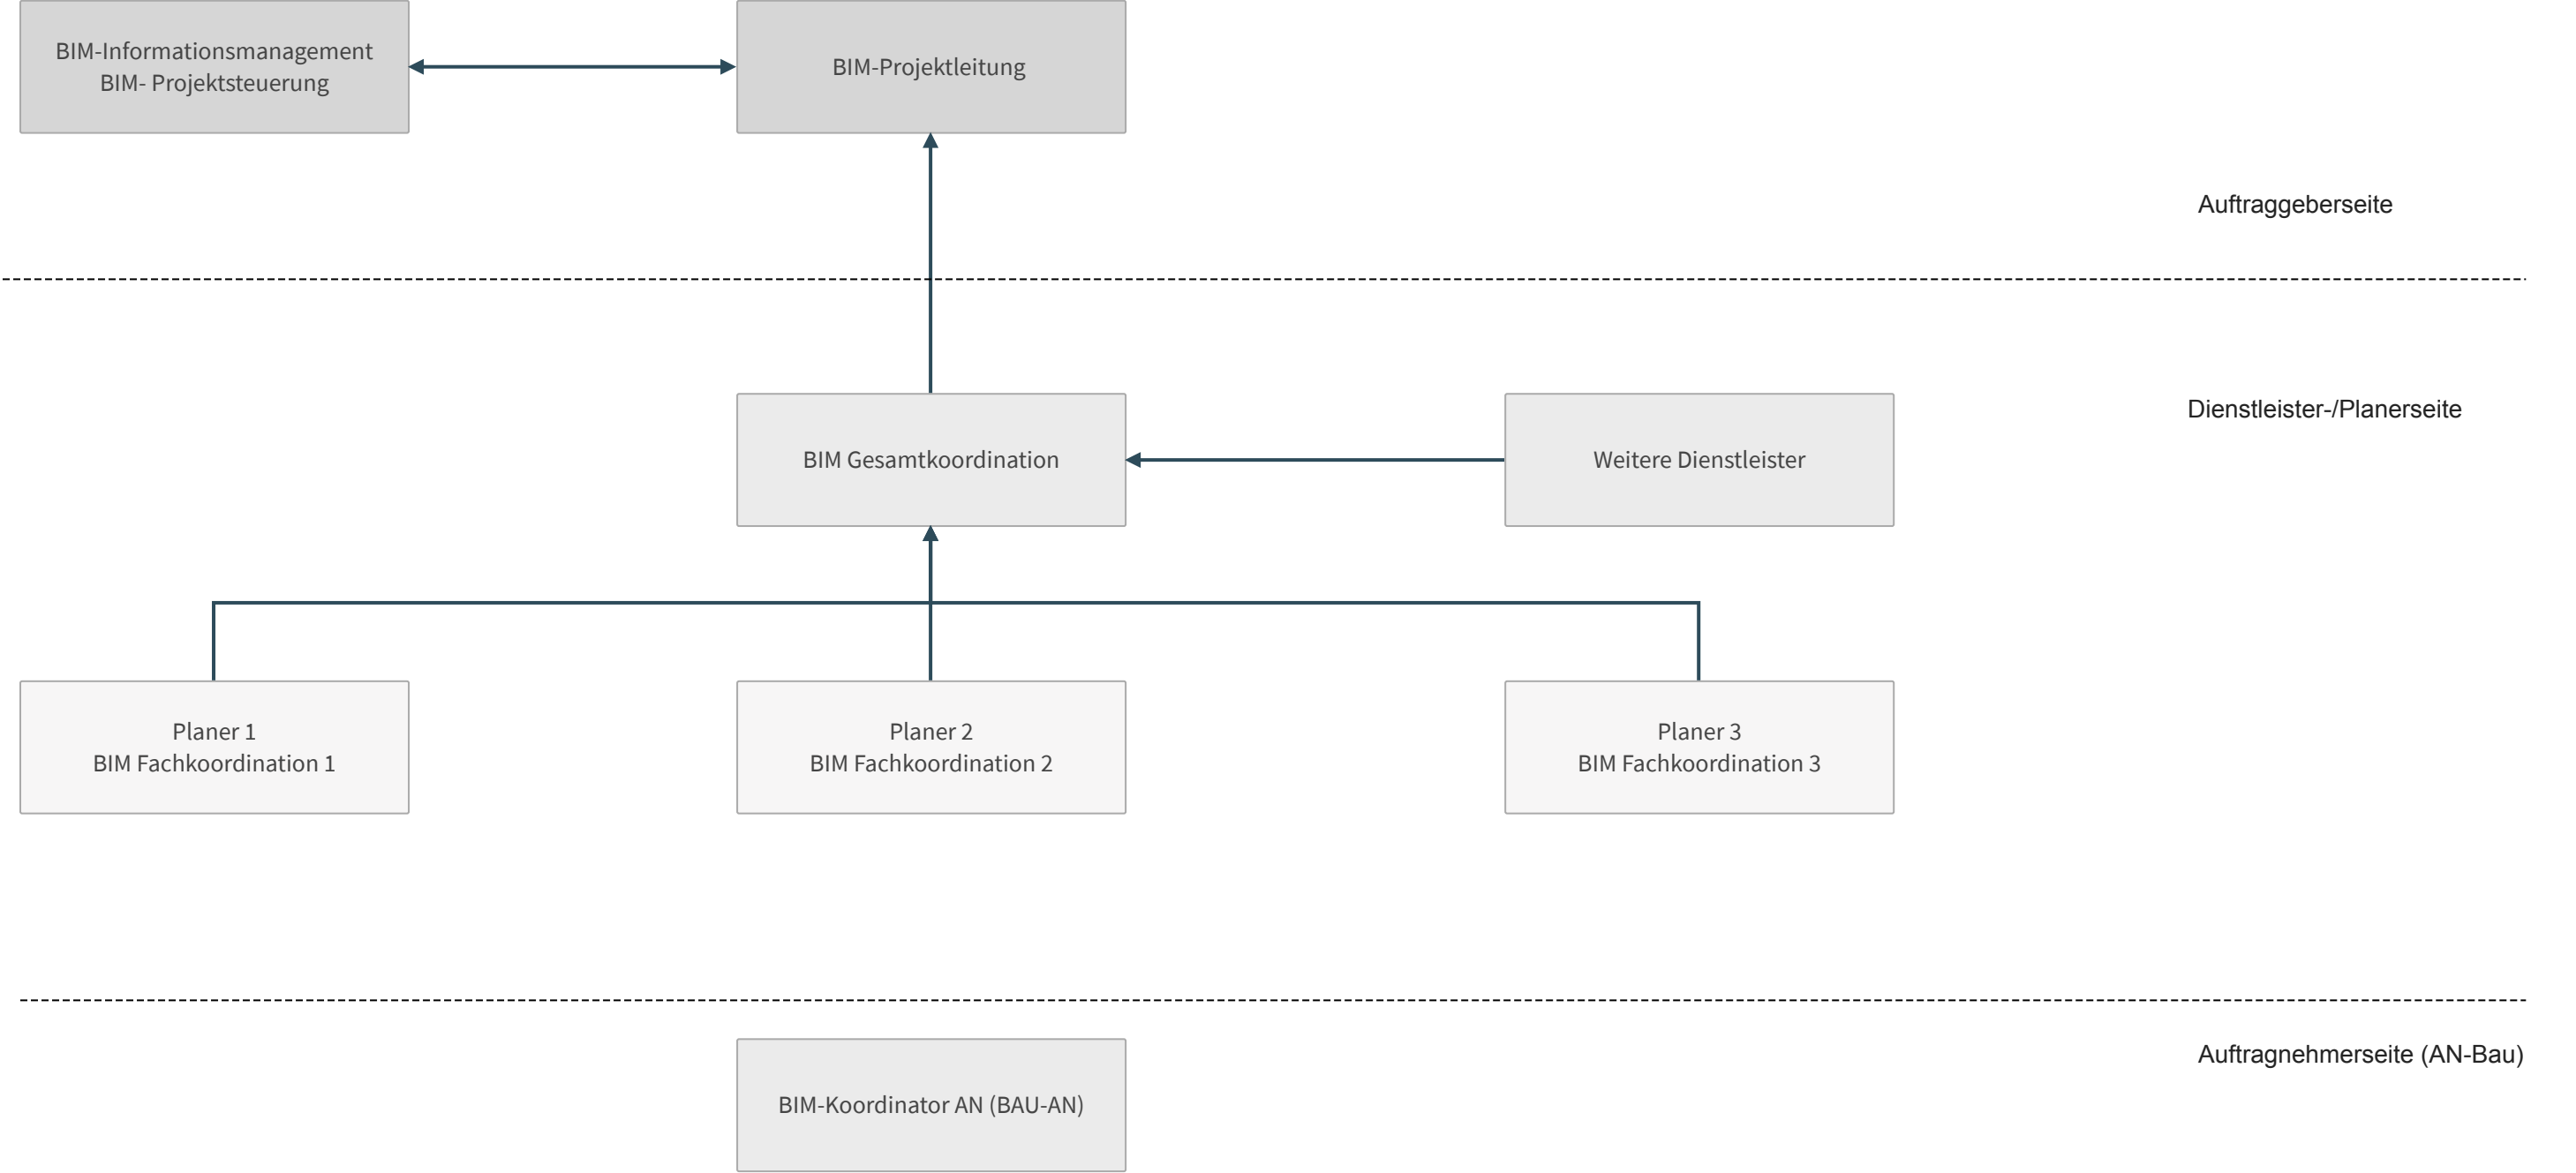 BIM-Informationsmanagement
BIM- Projektsteuerung
BIM-Projektleitung
Auftraggeberseite
Dienstleister-/Planerseite
BIM Gesamtkoordination
Weitere Dienstleister
Planer 1
BIM Fachkoordination 1
Planer 2
BIM Fachkoordination 2
Planer 3
BIM Fachkoordination 3
Auftragnehmerseite (AN-Bau)
BIM-Koordinator AN (BAU-AN)